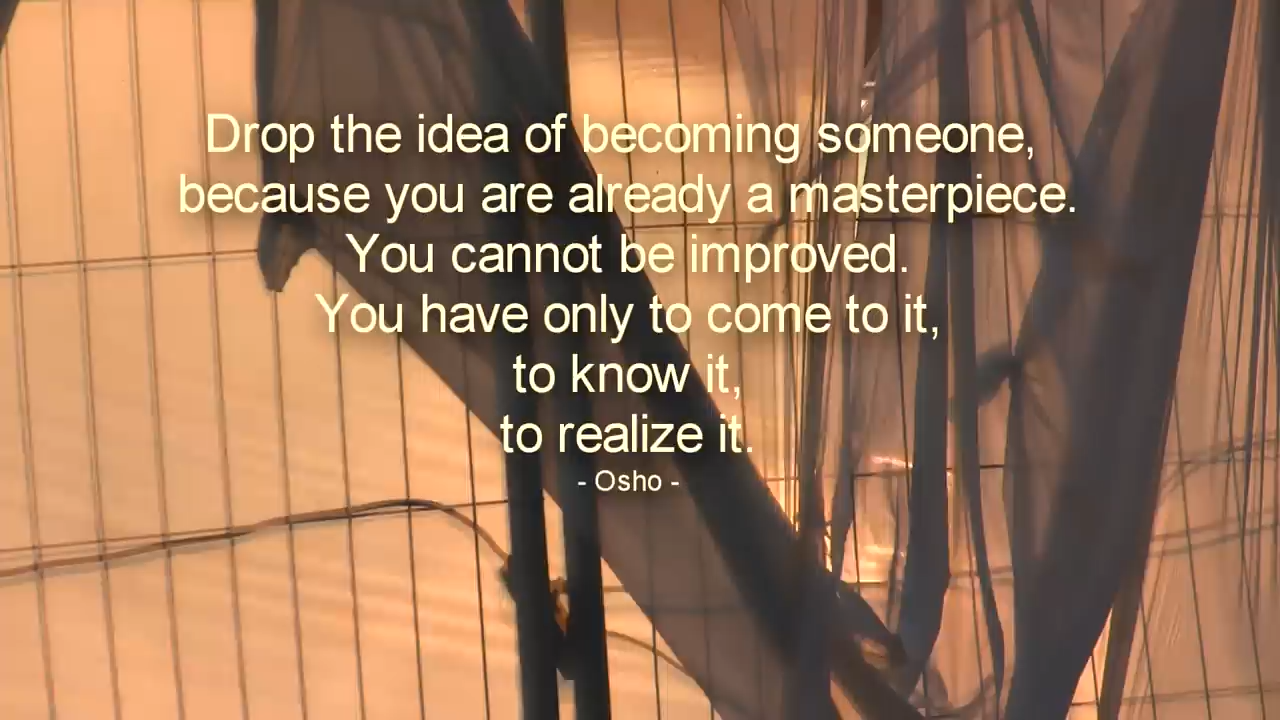 Drop the idea of becoming someone,
because you are already a masterpiece.
You cannot be improved.
You have only to come to it,
to know it,
to realize it.
- Osho -